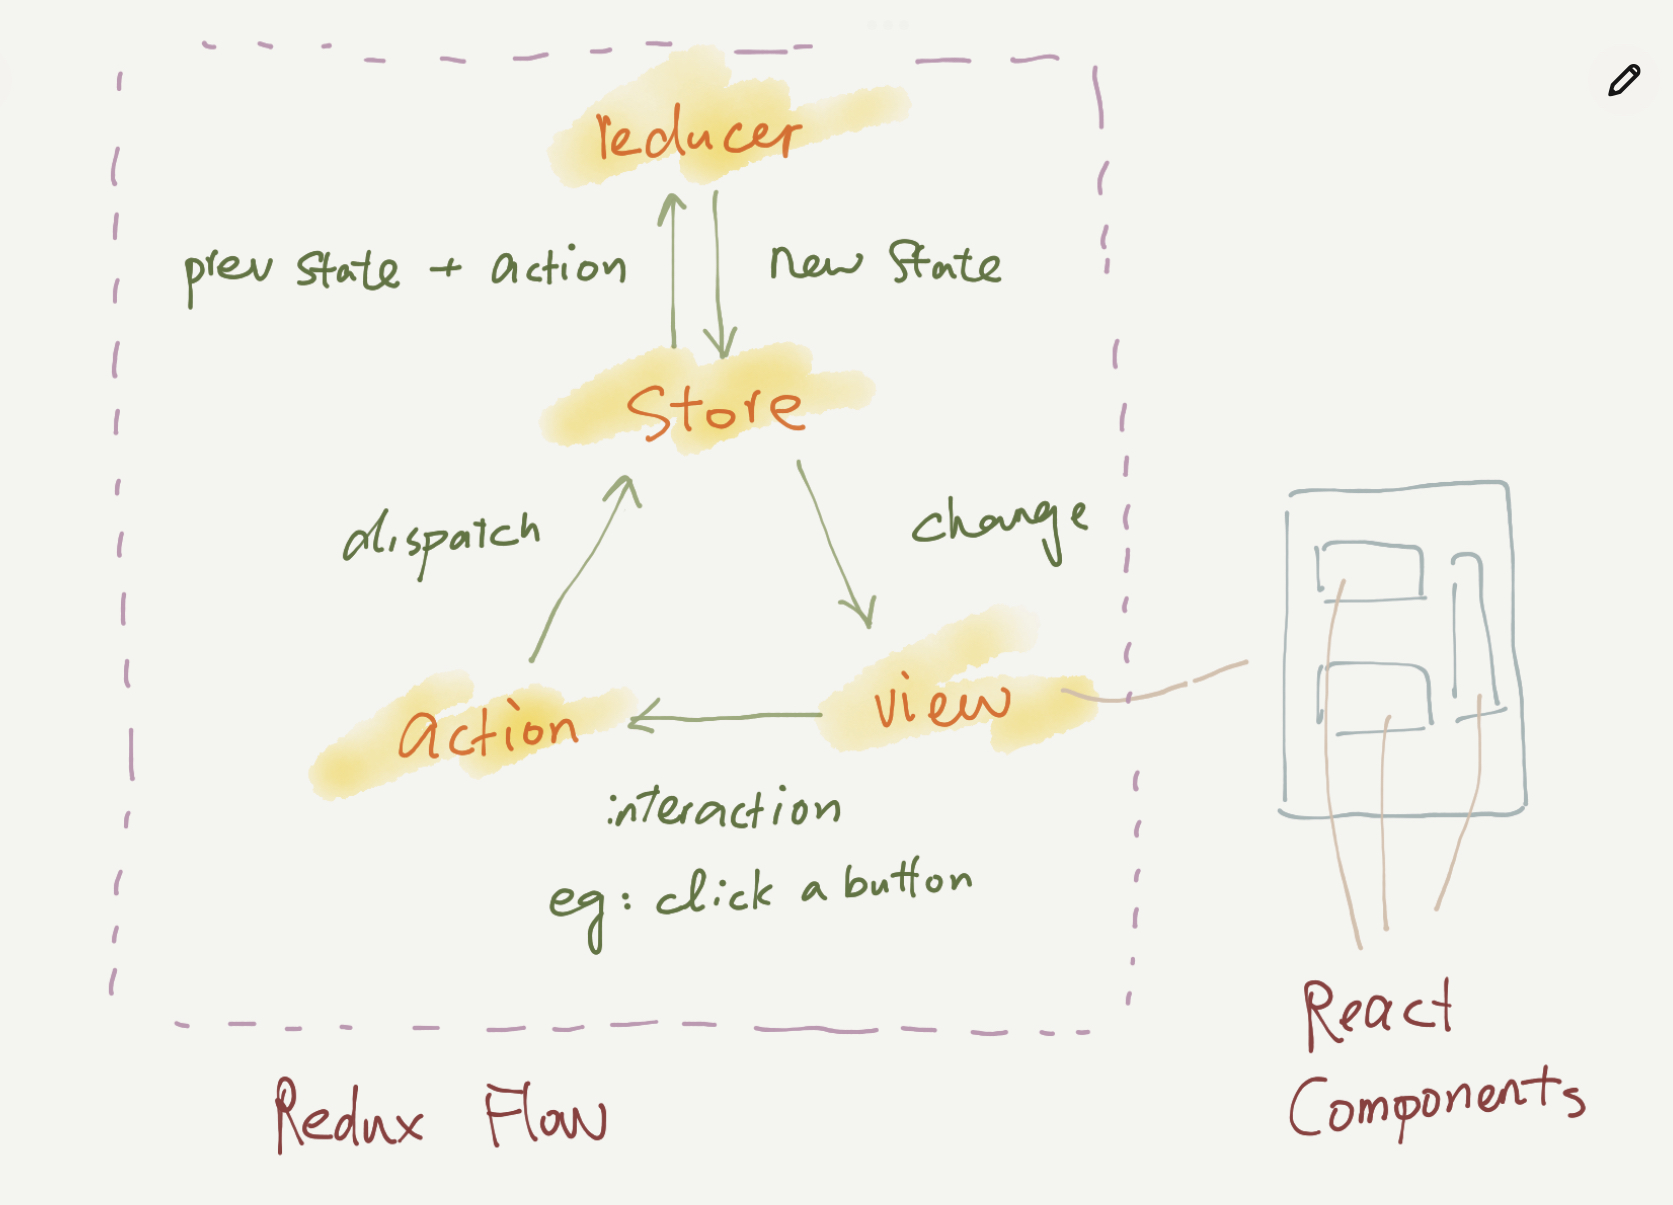 reducer
prev state + action
new State
Store
dispatch
change
action
view
interaction
eg: click a button
React
Components
Redux Flow